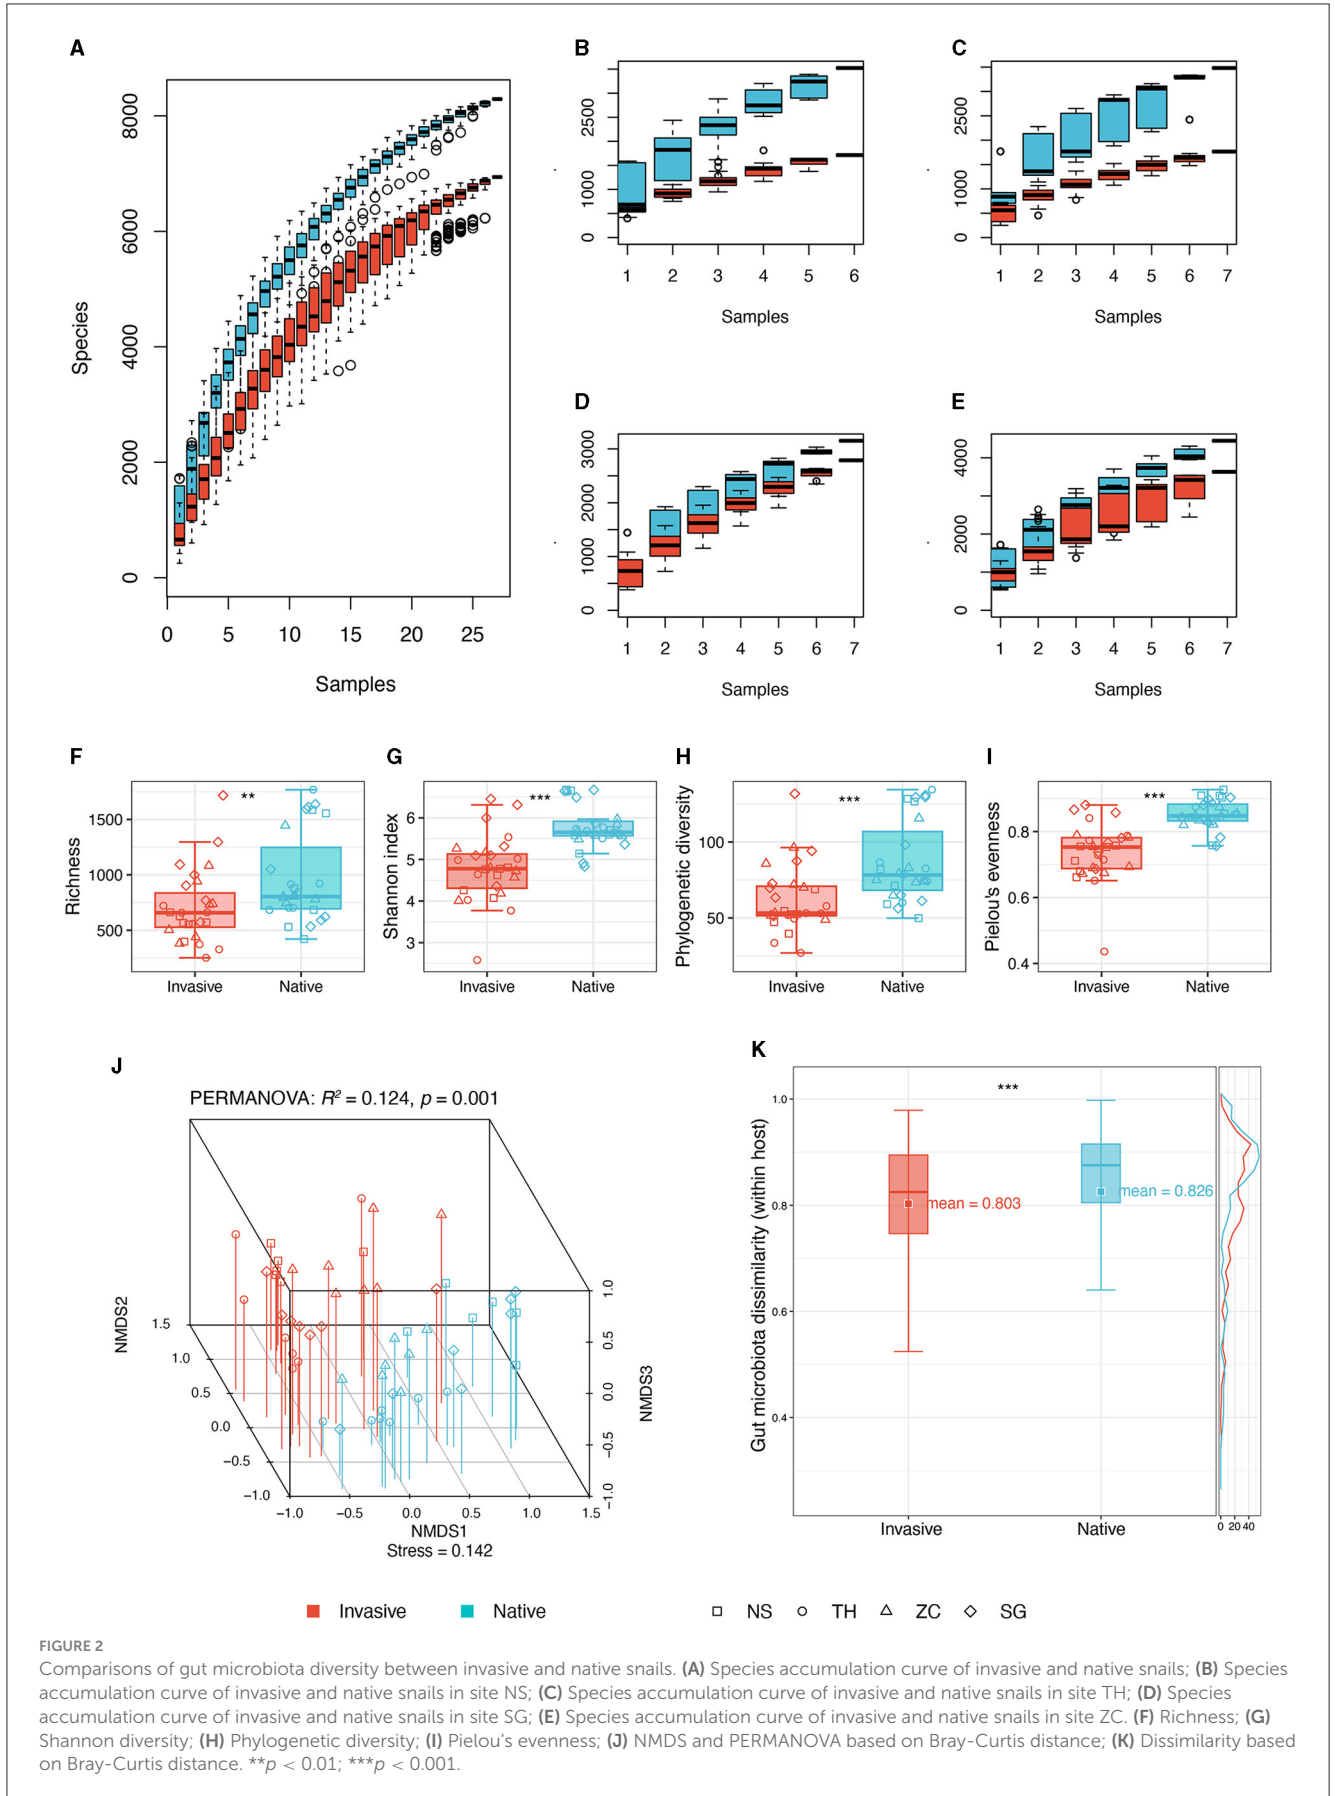 A
B
C
8000
6000
4000
2000
0
Species
0 5 10 15 20 25
Samples
2500
1000
0
1 2 3 4 5 6
Samples
2500
1000
0
1 2 3 4 5 6 7
Samples
D
E
3000
2000
1000
0
1 2 3 4 5 6 7
Samples
4000
2000
0
1 2 3 4 5 6 7
Samples
F
G
H
I
Richness
1500
1000
500
**
Invasive Native
Shannon index
6
5
4
3
***
Invasive Native
Phylogenetic diversity
100
50
***
Invasive Native
Pielou's evenness
0.8
0.6
0.4
***
Invasive Native
J
PERMANOVA: R² = 0.124, p = 0.001
NMDS2
1.5
1.0
0.5
0.0
−0.5
−1.0
1.0
0.5
0.0
−0.5
−1.0
NMDS3
−1.0 −0.5 0.0 0.5 1.0 1.5
NMDS1
Stress = 0.142
K
Gut microbiota dissimilarity (within host)
1.0
0.8
0.6
0.4
***
mean = 0.803
mean = 0.826
Invasive Native
0 20 40
Invasive Native NS TH ZC SG
FIGURE 2
Comparisons of gut microbiota diversity between invasive and native snails. (A) Species accumulation curve of invasive and native snails; (B) Species
accumulation curve of invasive and native snails in site NS; (C) Species accumulation curve of invasive and native snails in site TH; (D) Species
accumulation curve of invasive and native snails in site SG; (E) Species accumulation curve of invasive and native snails in site ZC. (F) Richness; (G)
Shannon diversity; (H) Phylogenetic diversity; (I) Pielou's evenness; (J) NMDS and PERMANOVA based on Bray-Curtis distance; (K) Dissimilarity based
on Bray-Curtis distance. **p < 0.01; ***p < 0.001.